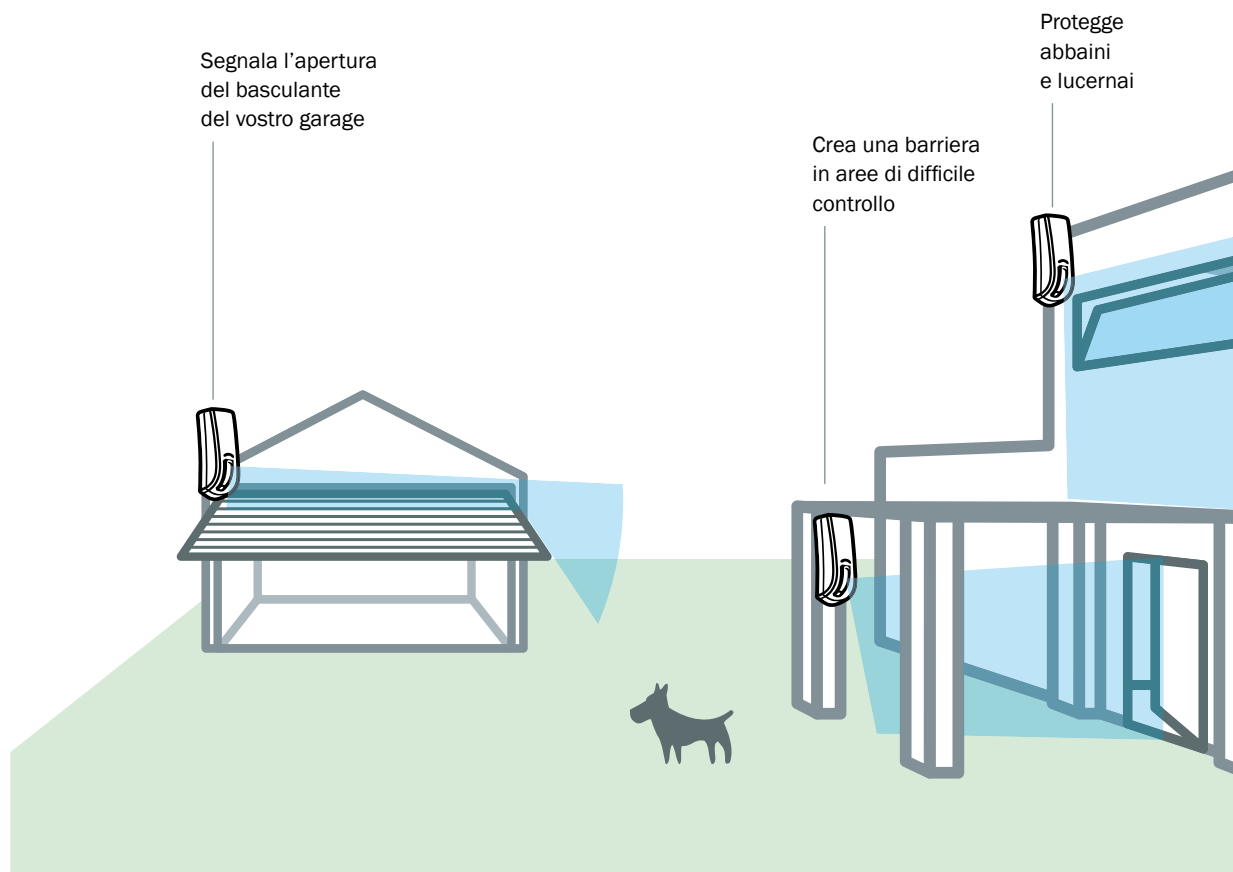 Segnala l’apertura
del basculante
del vostro garage
Crea una barriera
in aree di difficile
controllo
Protegge
abbaini
e lucernai